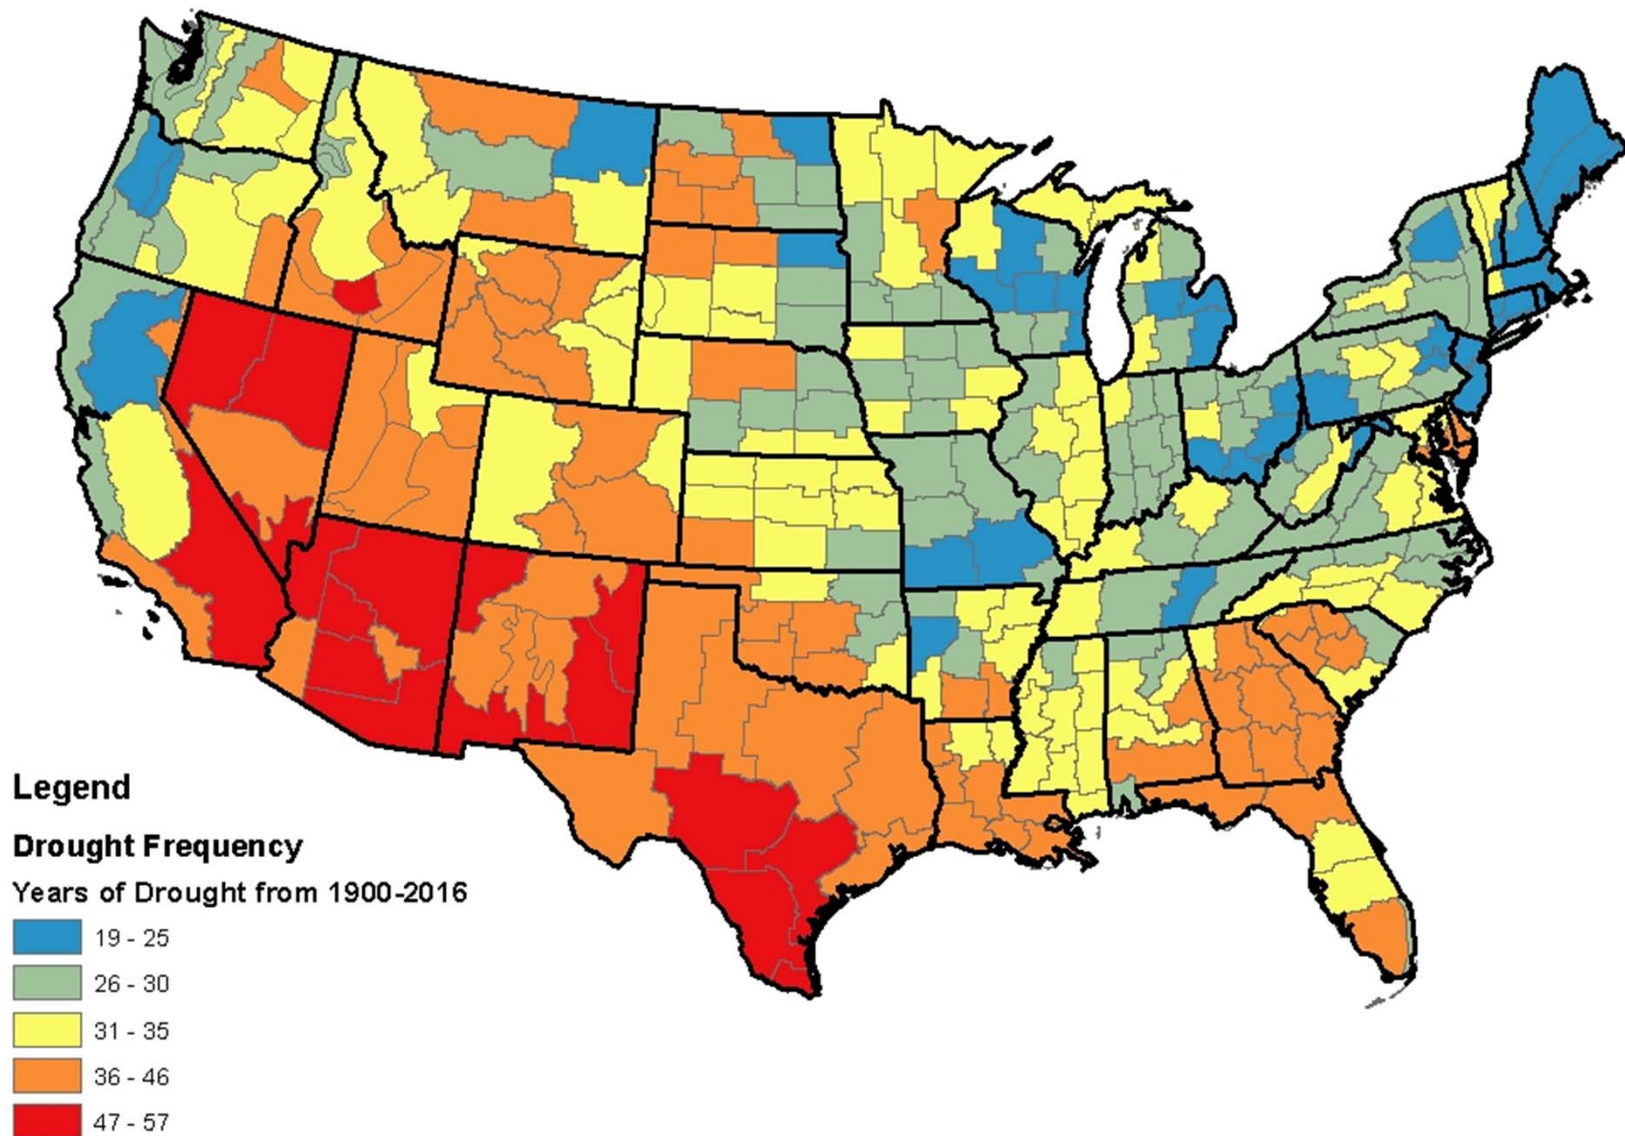 Legend
Drought Frequency
Years of Drought from 1900-2016
19 - 25
26 - 30
31 - 35
36 - 46
47 - 57